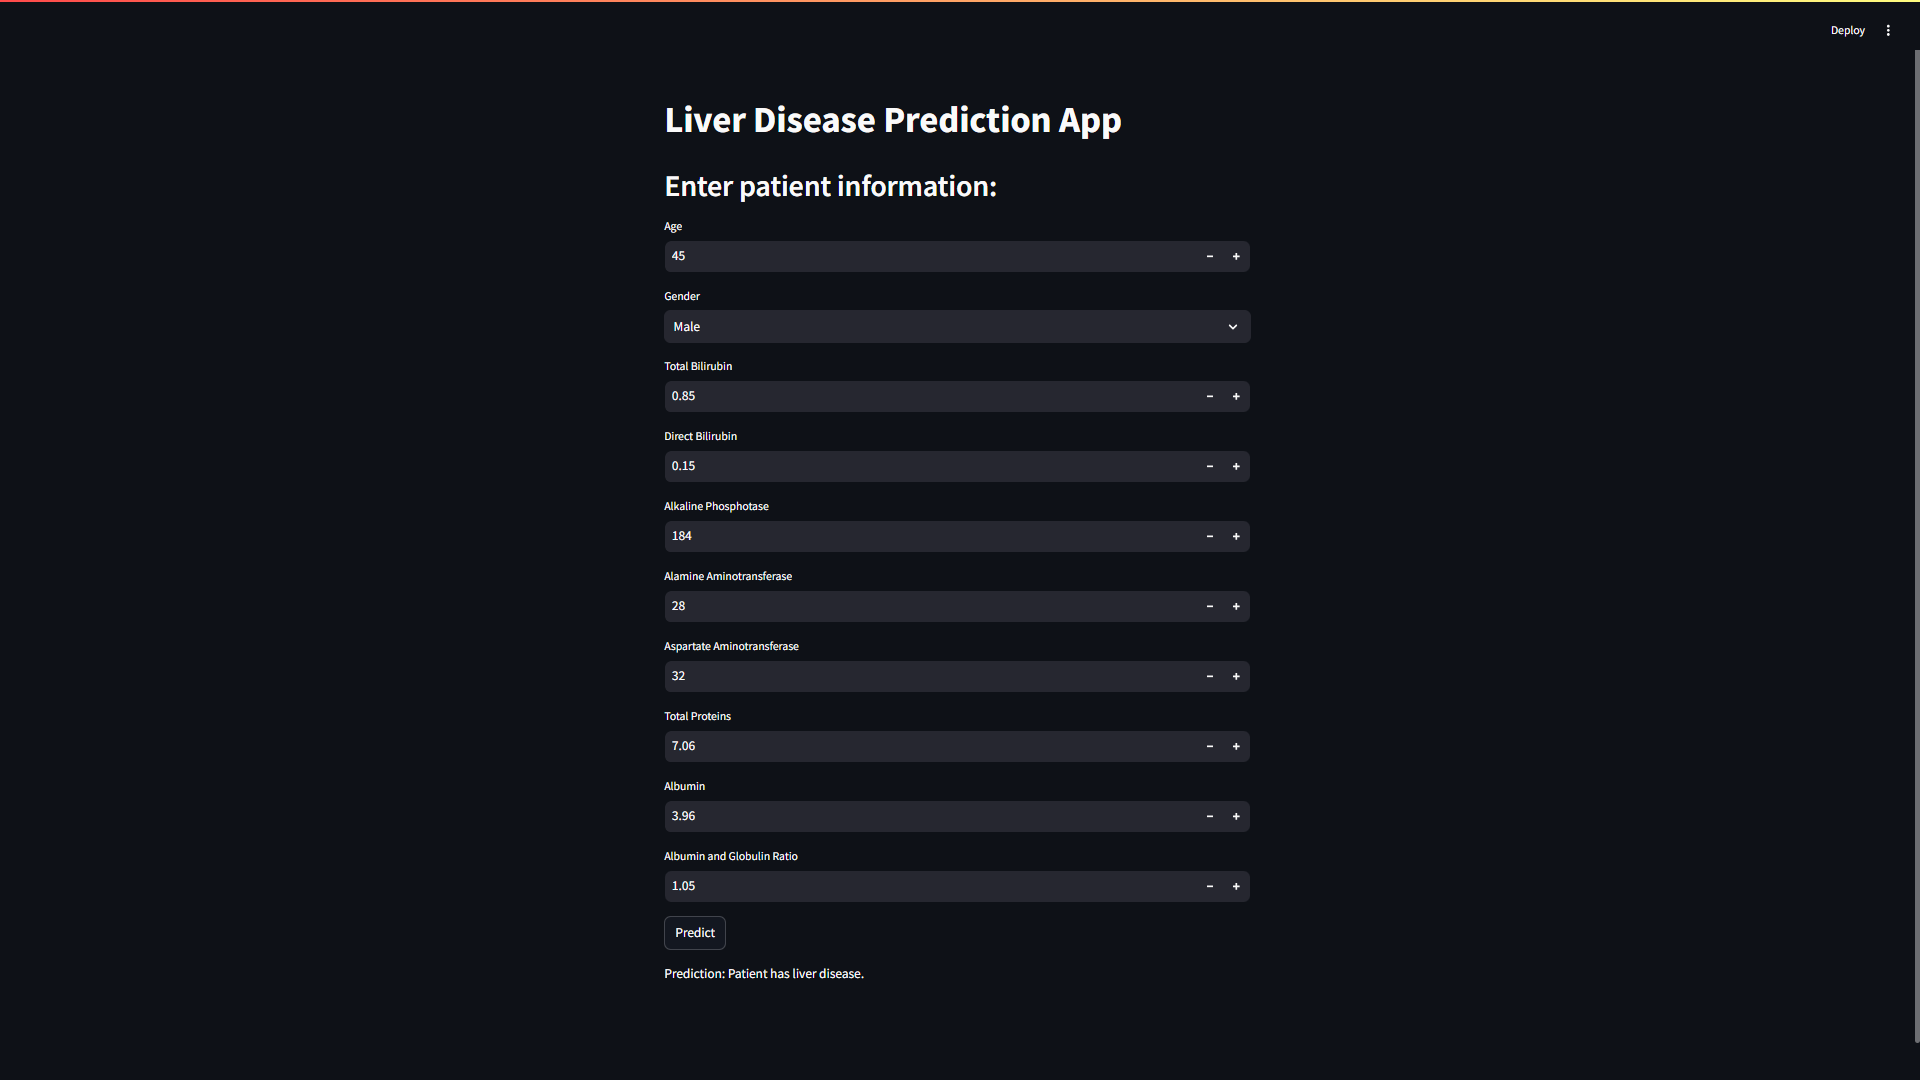 Deploy
Liver Disease Prediction App
Enter patient information:
Age
45
Gender
Male
Total Bilirubin
0.85
Direct Bilirubin
0.15
Alkaline Phosphotase
184
Alamine Aminotransferase
28
Aspartate Aminotransferase
32
Total Proteins
7.06
Albumin
3.96
Albumin and Globulin Ratio
1.05
Predict
Prediction: Patient has liver disease.